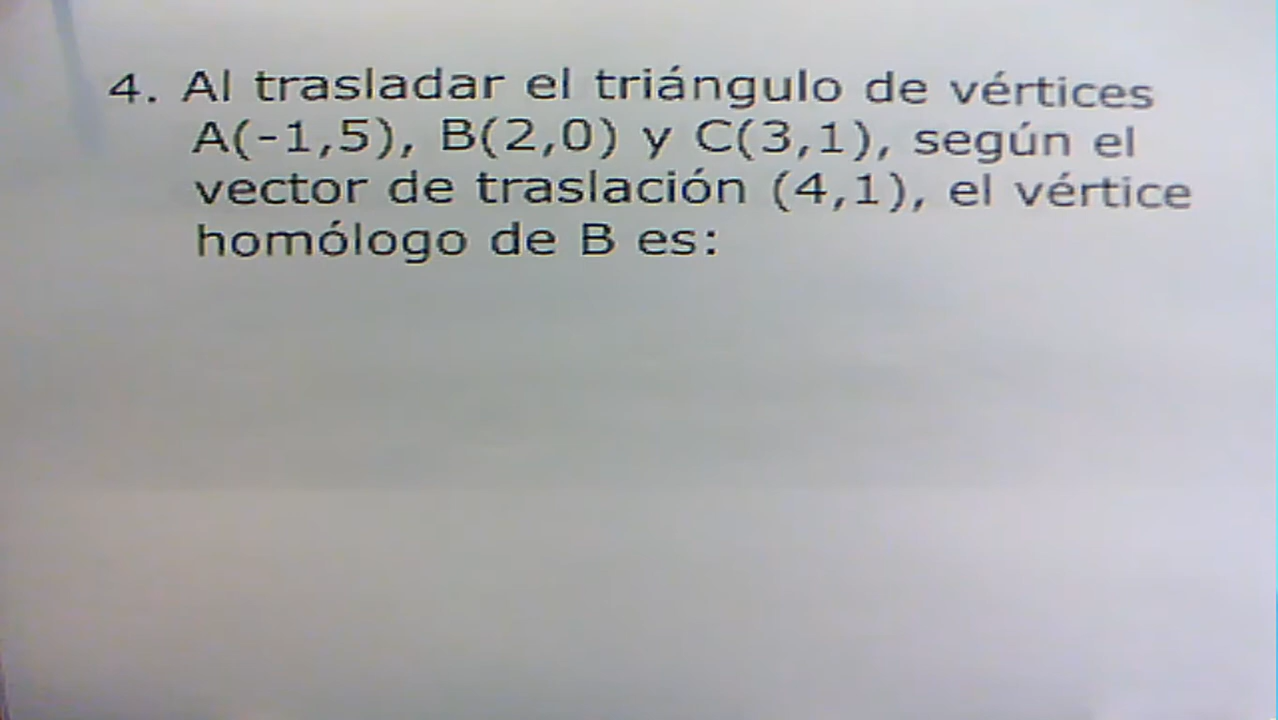 4. Al trasladar el triángulo de vértices
A(-1,5), B(2,0) y C(3,1), según el
vector de traslación (4,1), el vértice
homólogo de B es: